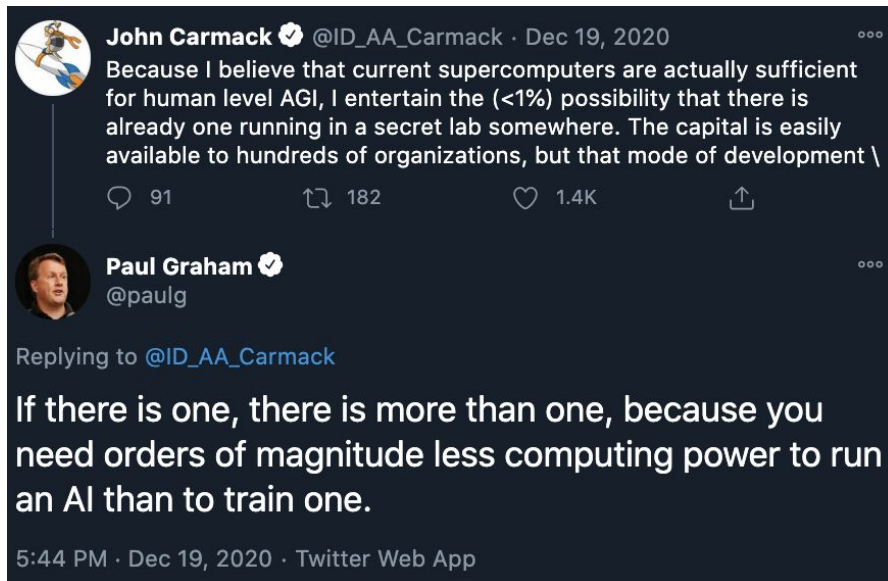 John Carmack @ID_AA_Carmack · Dec 19, 2020
Because I believe that current supercomputers are actually sufficient
for human level AGI, I entertain the (<1%) possibility that there is
already one running in a secret lab somewhere. The capital is easily
available to hundreds of organizations, but that mode of development \
91 182 1.4K
Paul Graham
@paulg
Replying to @ID_AA_Carmack
If there is one, there is more than one, because you
need orders of magnitude less computing power to run
an AI than to train one.
5:44 PM · Dec 19, 2020 · Twitter Web App